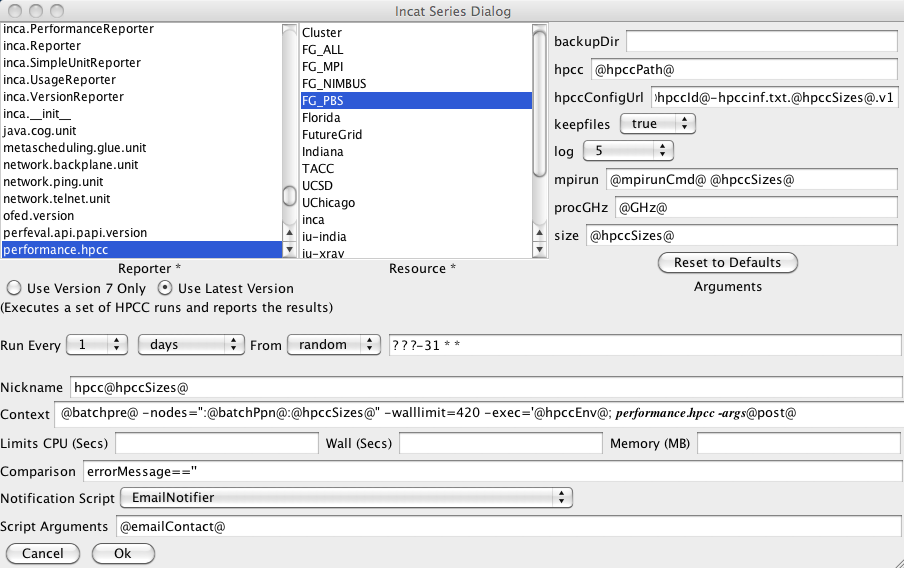 Incat Series Dialog
inca.PerformanceReporter
inca.Reporter
inca.SimpleUnitReporter
inca.UsageReporter
inca.VersionReporter
inca.__init__
java.cog.unit
metascheduling.glue.unit
network.backplane.unit
network.ping.unit
network.telnet.unit
ofed.version
perfeval.api.papi.version
performance.hpcc
Reporter *
Cluster
FG_ALL
FG_MPI
FG_NIMBUS
FG_PBS
Florida
FutureGrid
Indiana
TACC
UCSD
UChicago
inca
iu-india
iu-xray
Resource *
backupDir
hpcc @hpccPath@
hpccConfigUrl hpccId@-hpccinf.txt.@hpccSizes@.v1
keepfiles true
log 5
mpirun @mpirunCmd@ @hpccSizes@
procGHz @GHz@
size @hpccSizes@
Reset to Defaults
Arguments
Use Version 7 Only Use Latest Version
(Executes a set of HPCC runs and reports the results)
Run Every 1 days From random ? ? ?-31 * *
Nickname hpcc@hpccSizes@
Context @batchpre@ -nodes=":@batchPpn@:@hpccSizes@" -walllimit=420 -exec='@hpccEnv@; performance.hpcc -args@post@
Limits CPU (Secs) Wall (Secs) Memory (MB)
Comparison errorMessage==''
Notification Script EmailNotifier
Script Arguments @emailContact@
Cancel Ok